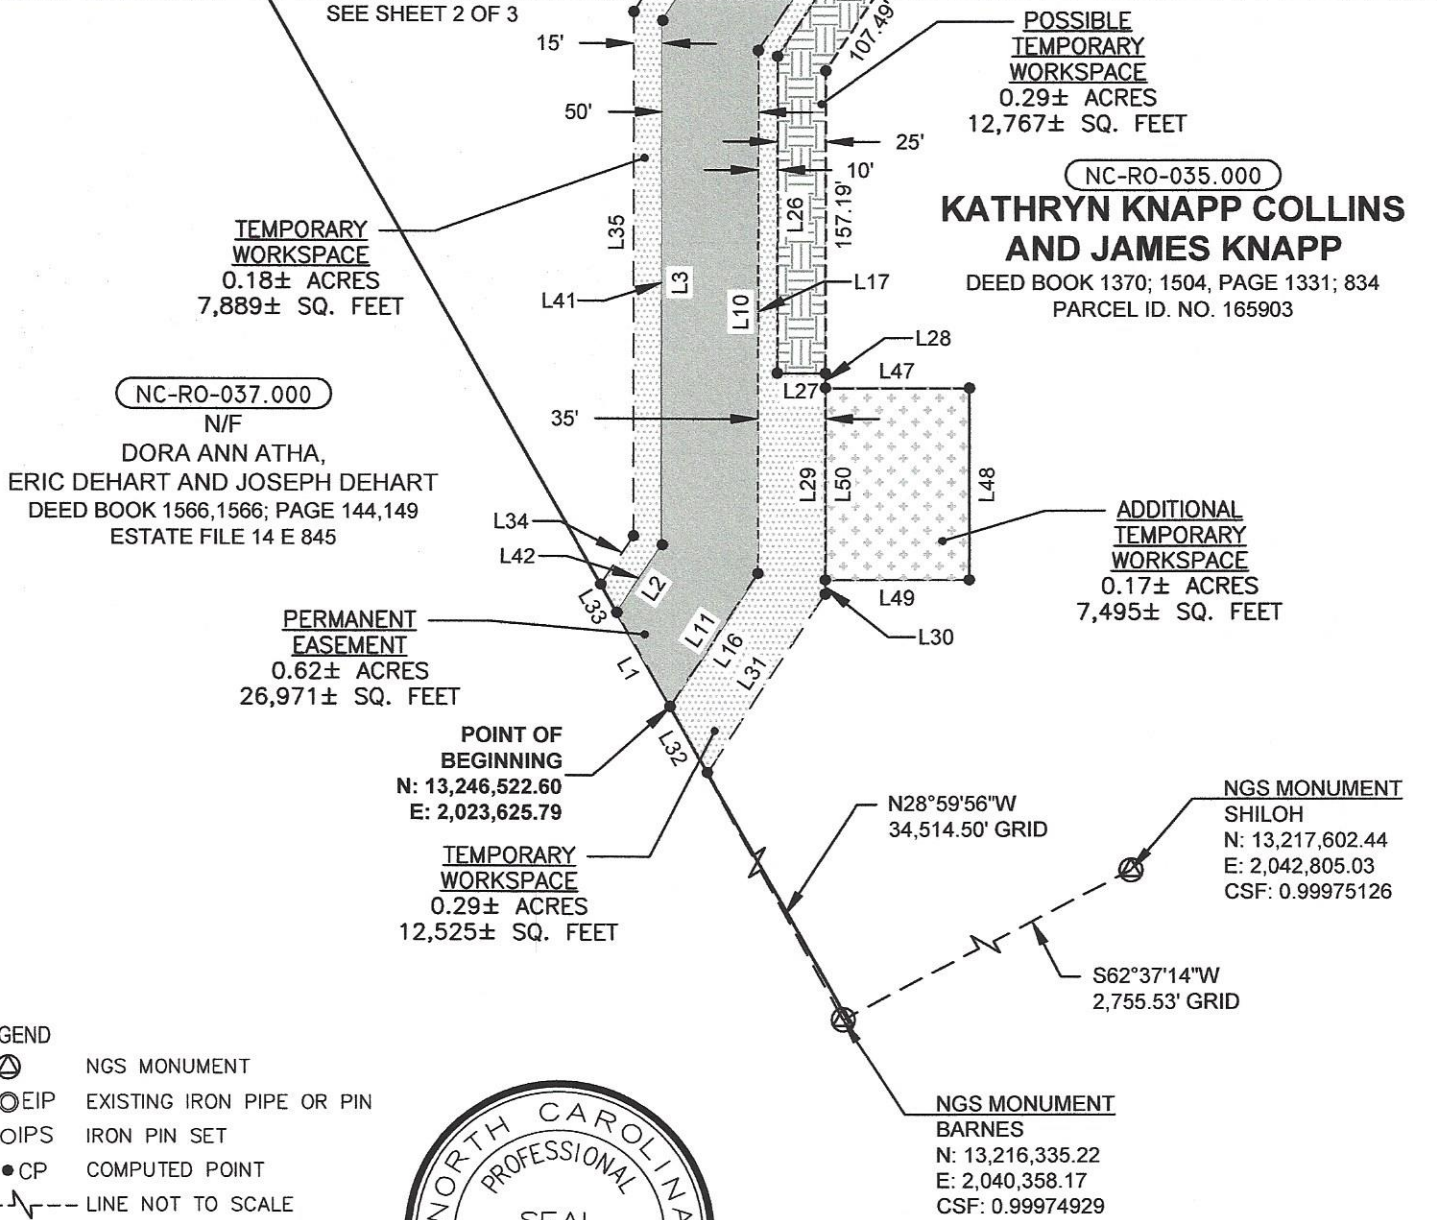 SEE SHEET 2 OF 3
15'
50'
107.49'
POSSIBLE
TEMPORARY
WORKSPACE
0.29± ACRES
12,767± SQ. FEET
25'
10'
NC-RO-035.000
KATHRYN KNAPP COLLINS
AND JAMES KNAPP
DEED BOOK 1370; 1504, PAGE 1331; 834
PARCEL ID. NO. 165903
TEMPORARY
WORKSPACE
0.18± ACRES
7,889± SQ. FEET
L35
L41
L3
L10
L26
157.19'
L17
L28
L47
L27
NC-RO-037.000
N/F
DORA ANN ATHA,
ERIC DEHART AND JOSEPH DEHART
DEED BOOK 1566,1566; PAGE 144,149
ESTATE FILE 14 E 845
35'
L29
L50
L48
L34
L42
L2
L33
ADDITIONAL
TEMPORARY
WORKSPACE
0.17± ACRES
7,495± SQ. FEET
L49
L30
PERMANENT
EASEMENT
0.62± ACRES
26,971± SQ. FEET
L1
L11
L16
L31
L32
POINT OF
BEGINNING
N: 13,246,522.60
E: 2,023,625.79
TEMPORARY
WORKSPACE
0.29± ACRES
12,525± SQ. FEET
N28°59'56"W
34,514.50' GRID
NGS MONUMENT
SHILOH
N: 13,217,602.44
E: 2,042,805.03
CSF: 0.99975126
S62°37'14"W
2,755.53' GRID
NGS MONUMENT
BARNES
N: 13,216,335.22
E: 2,040,358.17
CSF: 0.99974929
GEND
NGS MONUMENT
EIP EXISTING IRON PIPE OR PIN
IPS IRON PIN SET
CP COMPUTED POINT
LINE NOT TO SCALE
NORTH CAROLINA
PROFESSIONAL
SEAL